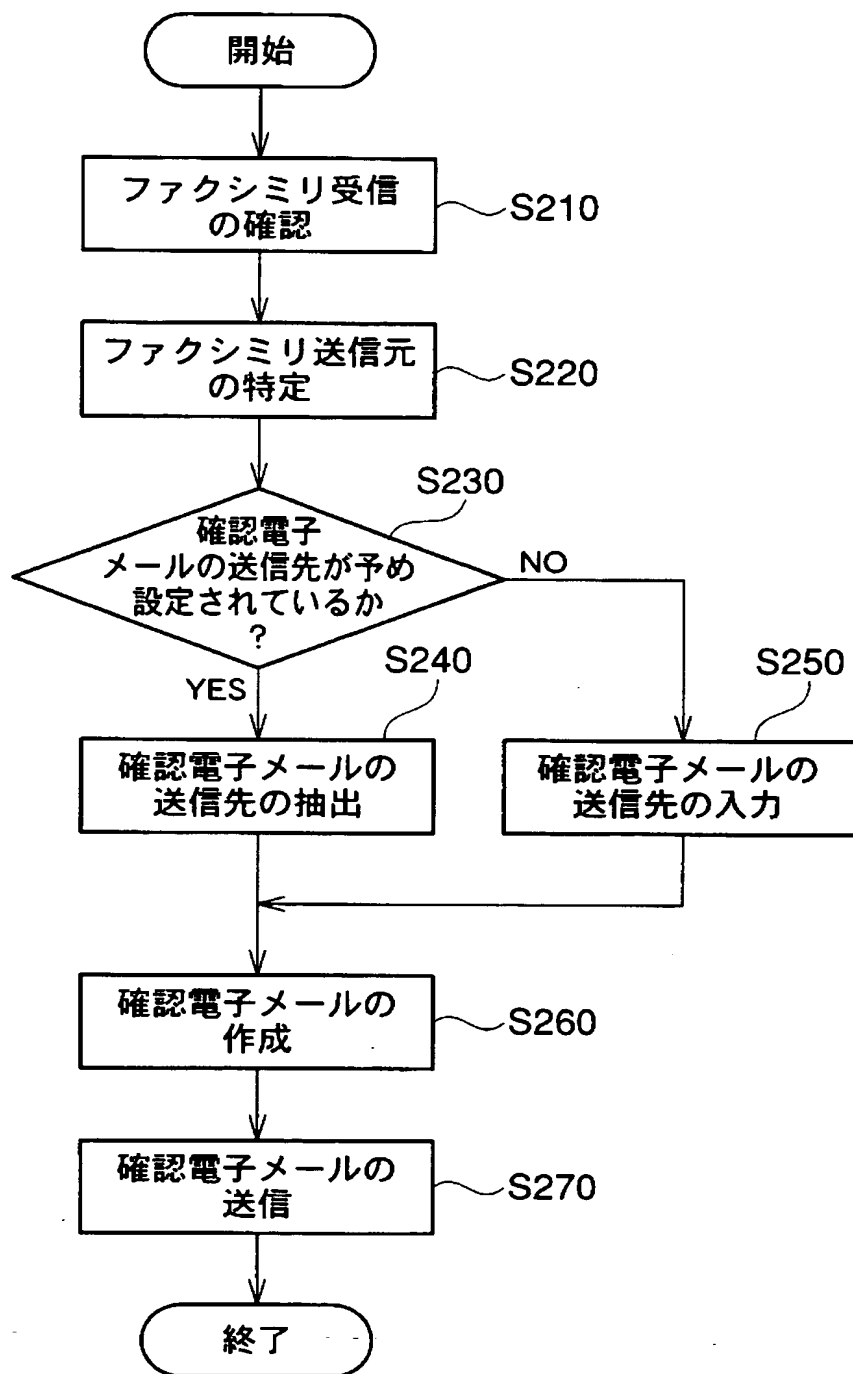 開始
ファクシミリ受信
の確認
S210
ファクシミリ送信元
の特定
S220
S230
確認電子
メールの送信先が予め
設定されているか
?
NO
YES
S240
確認電子メールの
送信先の抽出
S250
確認電子メールの
送信先の入力
確認電子メールの
作成
S260
確認電子メールの
送信
S270
終了